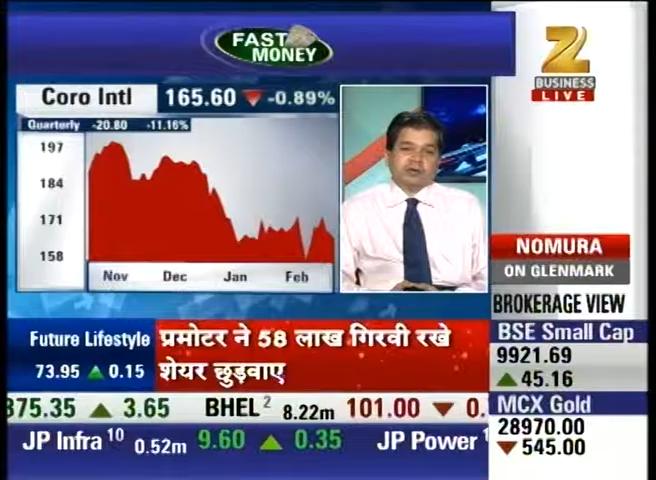 FAST
MONEY
Z
BUSINESS
LIVE
Coro Intl 165.60 ▼ -0.89%
Quarterly -20.80 -11.16%
197
184
171
158
Nov Dec Jan Feb
NOMURA
ON GLENMARK
BROKERAGE VIEW
Future Lifestyle
73.95 ▲ 0.15
प्रमोटर ने 58 लाख गिरवी रखे
शेयर छुड़वाए
BSE Small Cap
9921.69
▲ 45.16
MCX Gold
28970.00
▼ 545.00
375.35 ▲ 3.65 BHEL 2 8.22m 101.00 ▼ 0.
JP Infra 10 0.52m 9.60 ▲ 0.35 JP Power 1